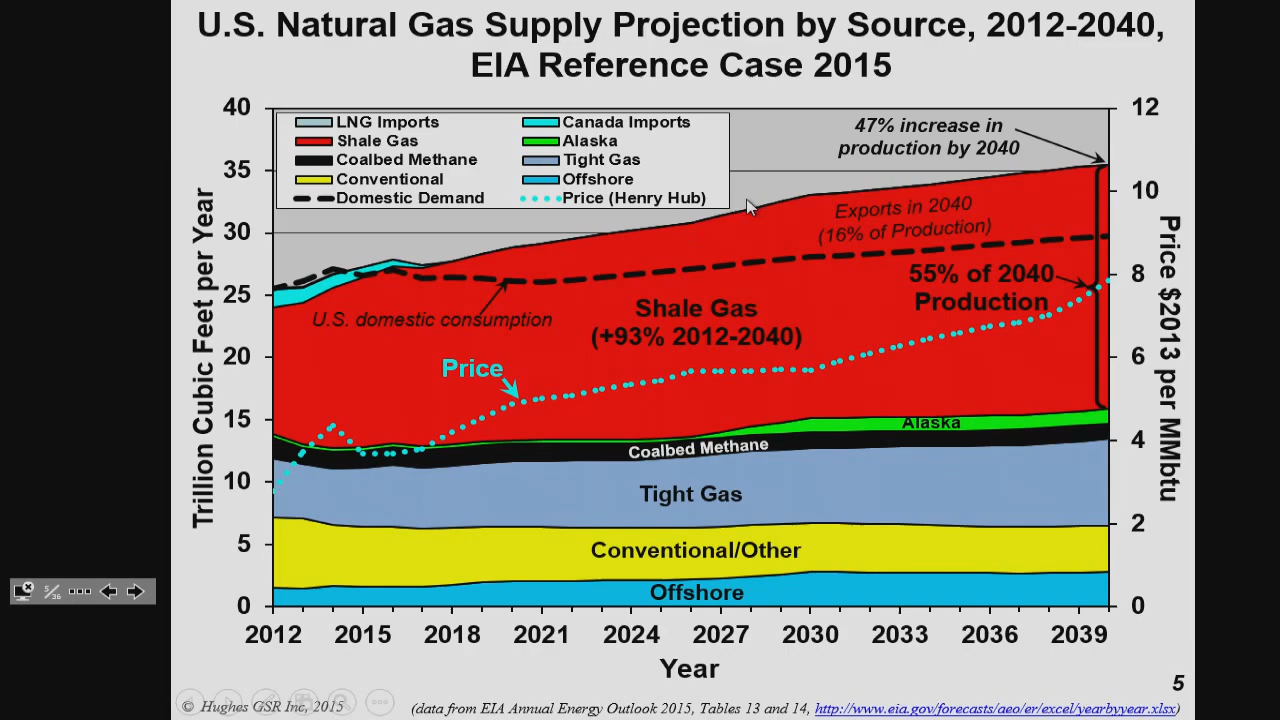 U.S. Natural Gas Supply Projection by Source, 2012-2040,
EIA Reference Case 2015
40
35
30
25
20
15
10
5
0
Trillion Cubic Feet per Year
LNG Imports
Canada Imports
Shale Gas
Alaska
Coalbed Methane
Tight Gas
Conventional
Offshore
Domestic Demand
Price (Henry Hub)
47% increase in
production by 2040
Exports in 2040
(16% of Production)
55% of 2040
Production
U.S. domestic consumption
Shale Gas
(+93% 2012-2040)
Price
Alaska
Coalbed Methane
Tight Gas
Conventional/Other
Offshore
12
10
8
6
4
2
0
Price $2013 per MMbtu
2012 2015 2018 2021 2024 2027 2030 2033 2036 2039
Year
5/36
5
© Hughes GSR Inc, 2015
(data from EIA Annual Energy Outlook 2015, Tables 13 and 14, http://www.eia.gov/forecasts/aeo/er/excel/yearbyyear.xlsx)